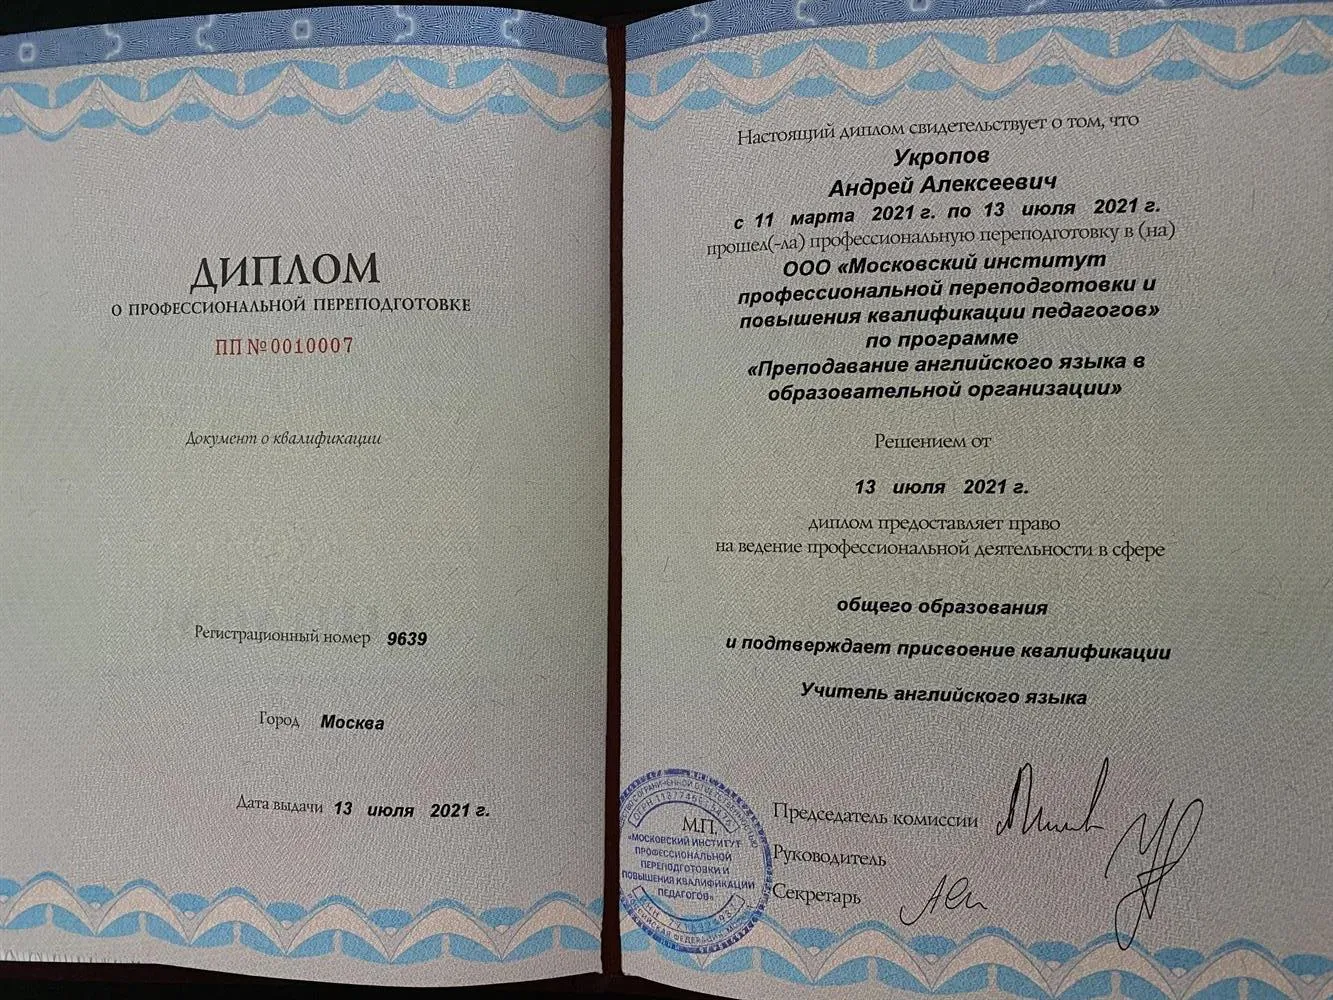 ДИПЛОМ
О ПРОФЕССИОНАЛЬНОЙ ПЕРЕПОДГОТОВКЕ
ПП №0010007
Документ о квалификации
Регистрационный номер 9639
Город Москва
Дата выдачи 13 июля 2021 г.
Настоящий диплом свидетельствует о том, что
Укропов
Андрей Алексеевич
с 11 марта 2021 г. по 13 июля 2021 г.
прошел(-ла) профессиональную переподготовку в (на)
ООО «Московский институт
профессиональной переподготовки и
повышения квалификации педагогов»
по программе
«Преподавание английского языка в
образовательной организации»
Решением от
13 июля 2021 г.
диплом предоставляет право
на ведение профессиональной деятельности в сфере
общего образования
и подтверждает присвоение квалификации
Учитель английского языка
Председатель комиссии
Руководитель
Секретарь
М.П.
«МОСКОВСКИЙ ИНСТИТУТ
ПРОФЕССИОНАЛЬНОЙ
ПЕРЕПОДГОТОВКИ И
ПОВЫШЕНИЯ КВАЛИФИКАЦИИ
ПЕДАГОГОВ»